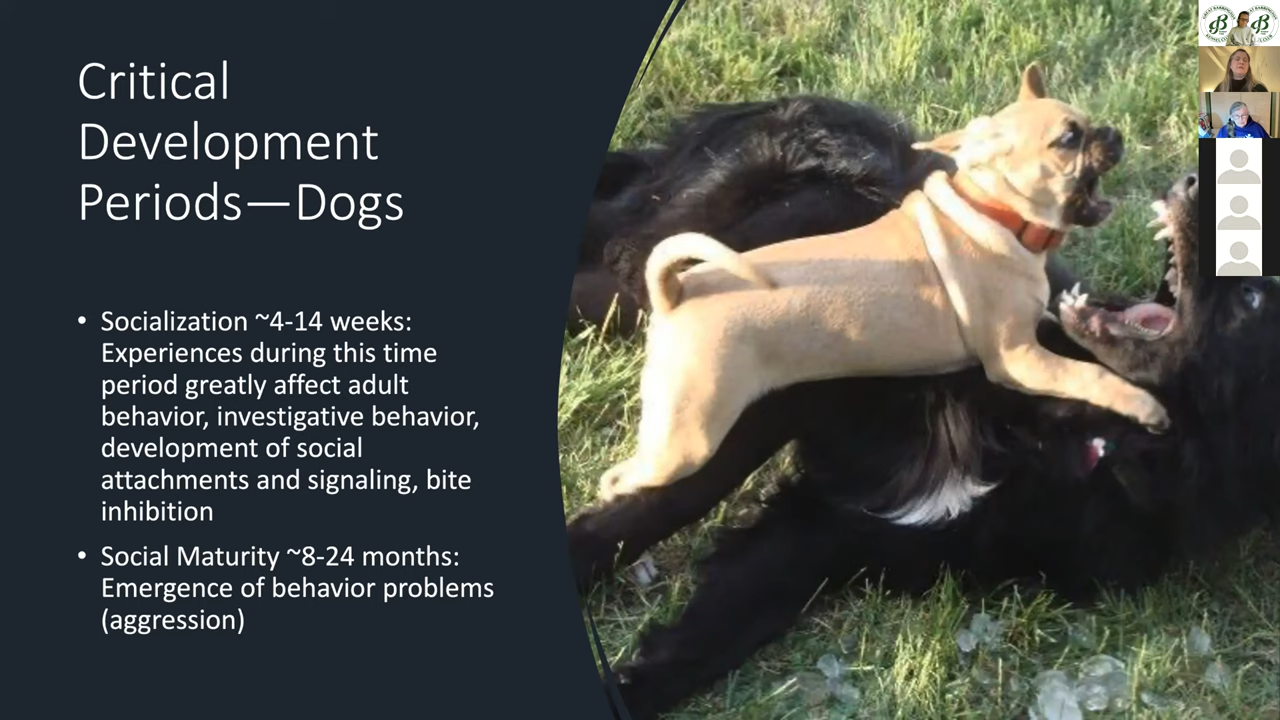 Critical
Development
Periods—Dogs
• Socialization ~4-14 weeks:
Experiences during this time
period greatly affect adult
behavior, investigative behavior,
development of social
attachments and signaling, bite
inhibition
• Social Maturity ~8-24 months:
Emergence of behavior problems
(aggression)